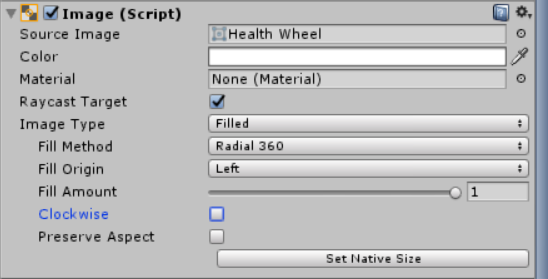 Image (Script)
Source Image Health Wheel
Color
Material None (Material)
Raycast Target
Image Type Filled
Fill Method Radial 360
Fill Origin Left
Fill Amount 1
Clockwise
Preserve Aspect
Set Native Size